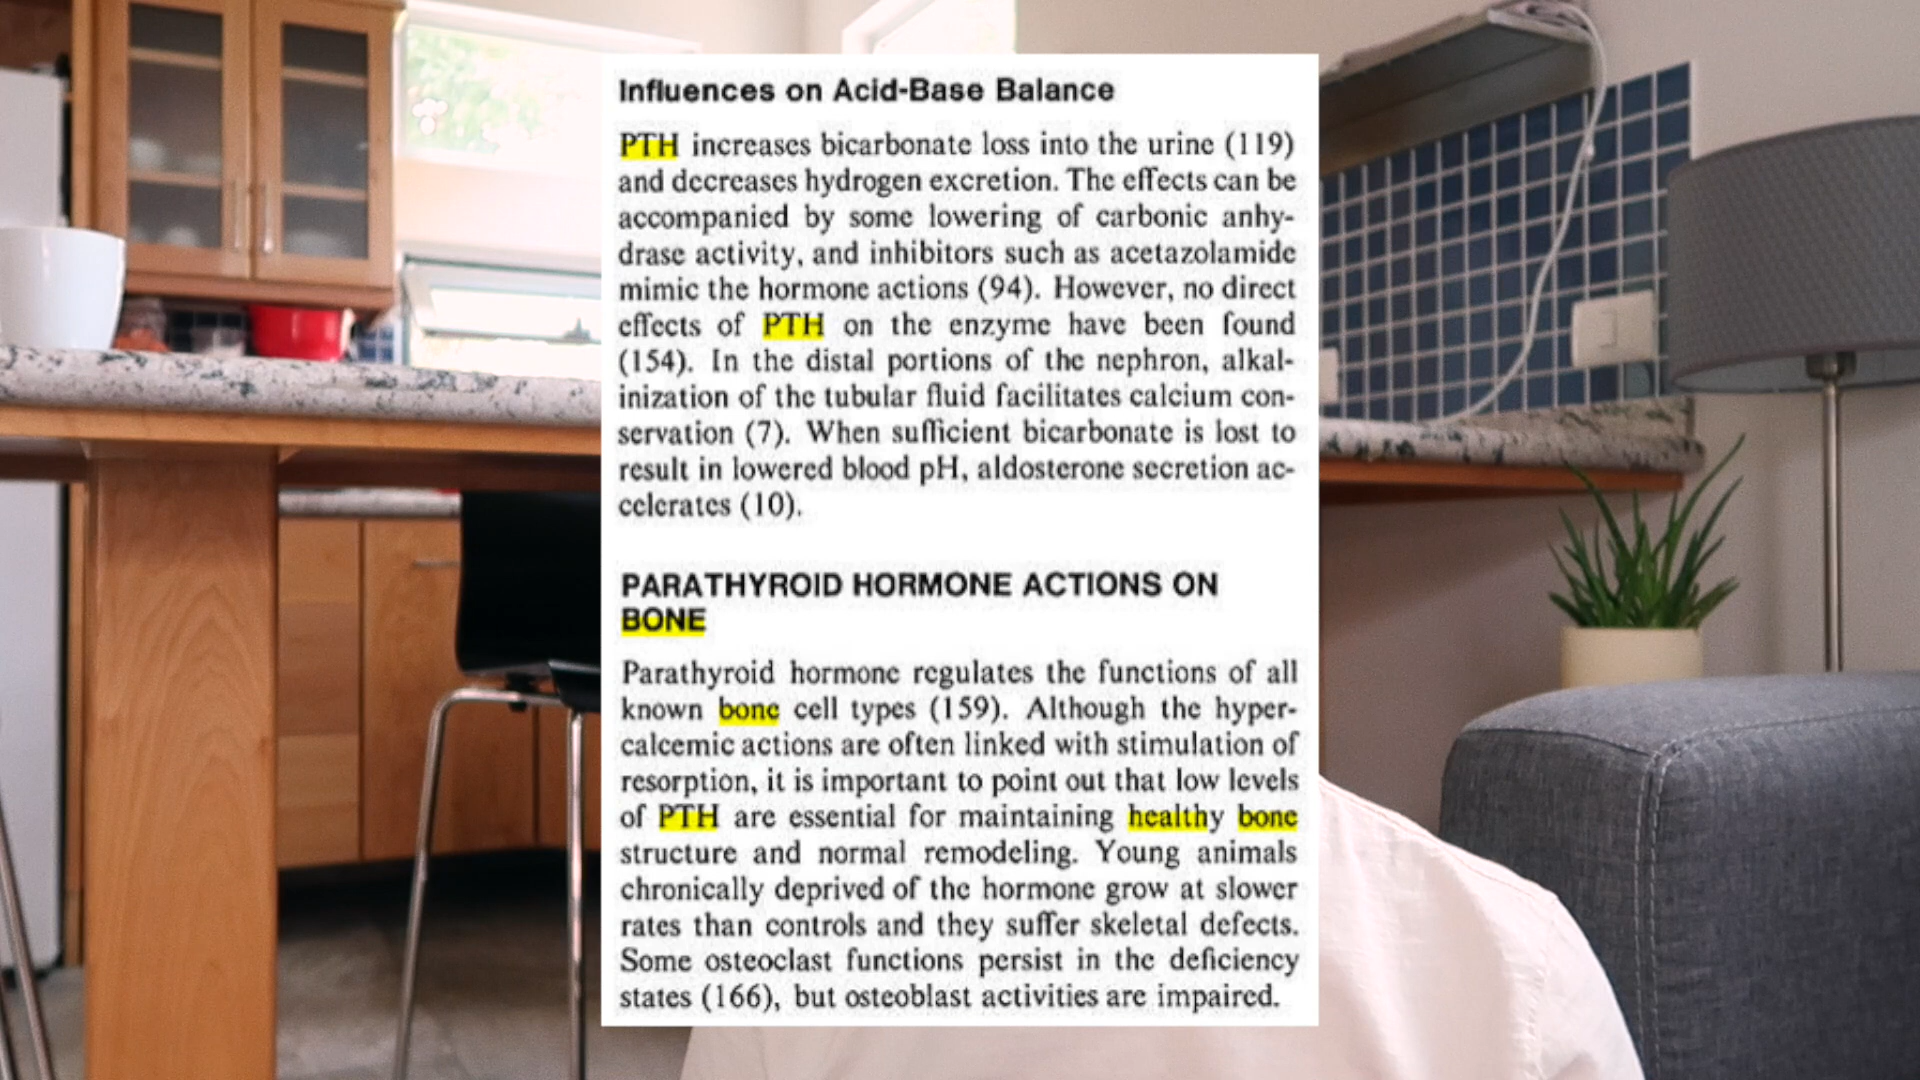 Influences on Acid-Base Balance
PTH increases bicarbonate loss into the urine (119)
and decreases hydrogen excretion. The effects can be
accompanied by some lowering of carbonic anhy-
drase activity, and inhibitors such as acetazolamide
mimic the hormone actions (94). However, no direct
effects of PTH on the enzyme have been found
(154). In the distal portions of the nephron, alkal-
inization of the tubular fluid facilitates calcium con-
servation (7). When sufficient bicarbonate is lost to
result in lowered blood pH, aldosterone secretion ac-
celerates (10).
PARATHYROID HORMONE ACTIONS ON
BONE
Parathyroid hormone regulates the functions of all
known bone cell types (159). Although the hyper-
calcemic actions are often linked with stimulation of
resorption, it is important to point out that low levels
of PTH are essential for maintaining healthy bone
structure and normal remodeling. Young animals
chronically deprived of the hormone grow at slower
rates than controls and they suffer skeletal defects.
Some osteoclast functions persist in the deficiency
states (166), but osteoblast activities are impaired.